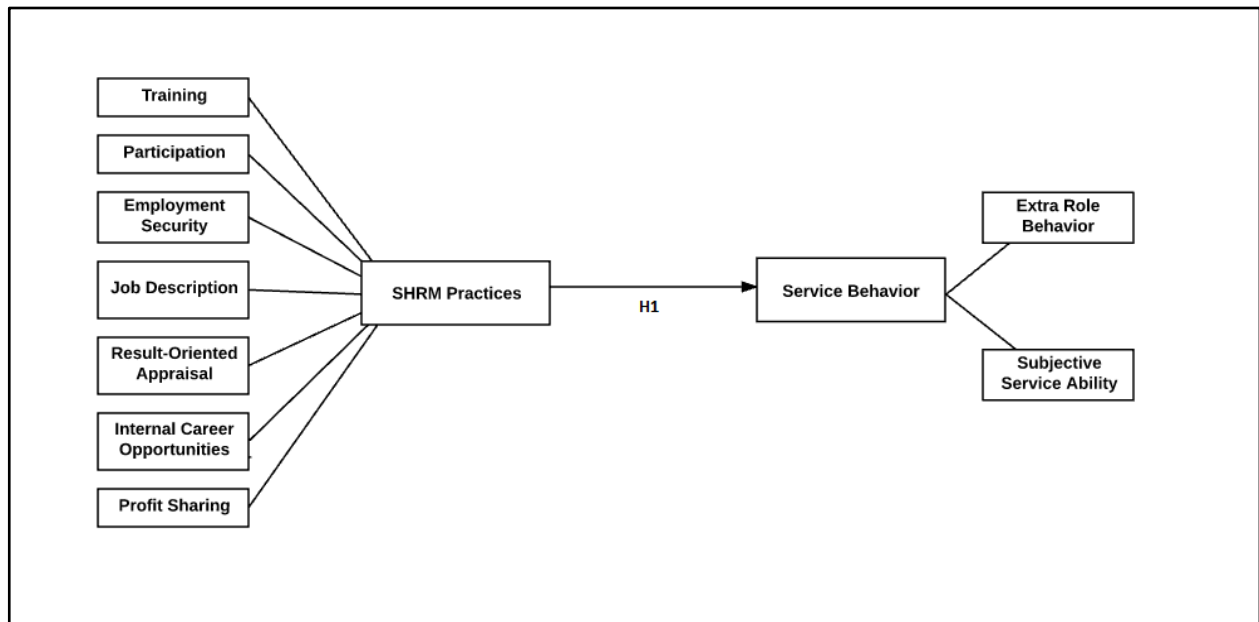 Training
Participation
Employment
Security
Job Description
Result-Oriented
Appraisal
Internal Career
Opportunities
Profit Sharing
SHRM Practices
H1
Service Behavior
Extra Role
Behavior
Subjective
Service Ability